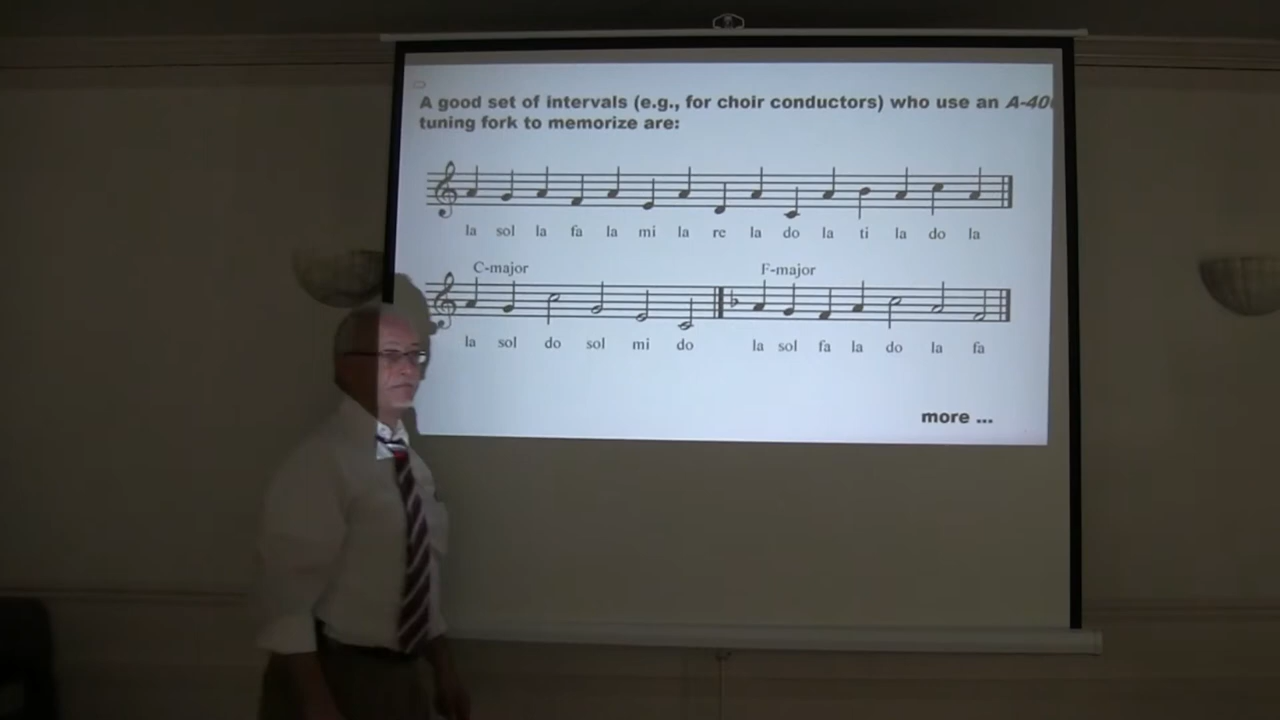 A good set of intervals (e.g., for choir conductors) who use an A-40
tuning fork to memorize are:
la sol la fa la mi la re la do la ti la do la
C-major F-major
la sol do sol mi do la sol fa la do la fa
more ...